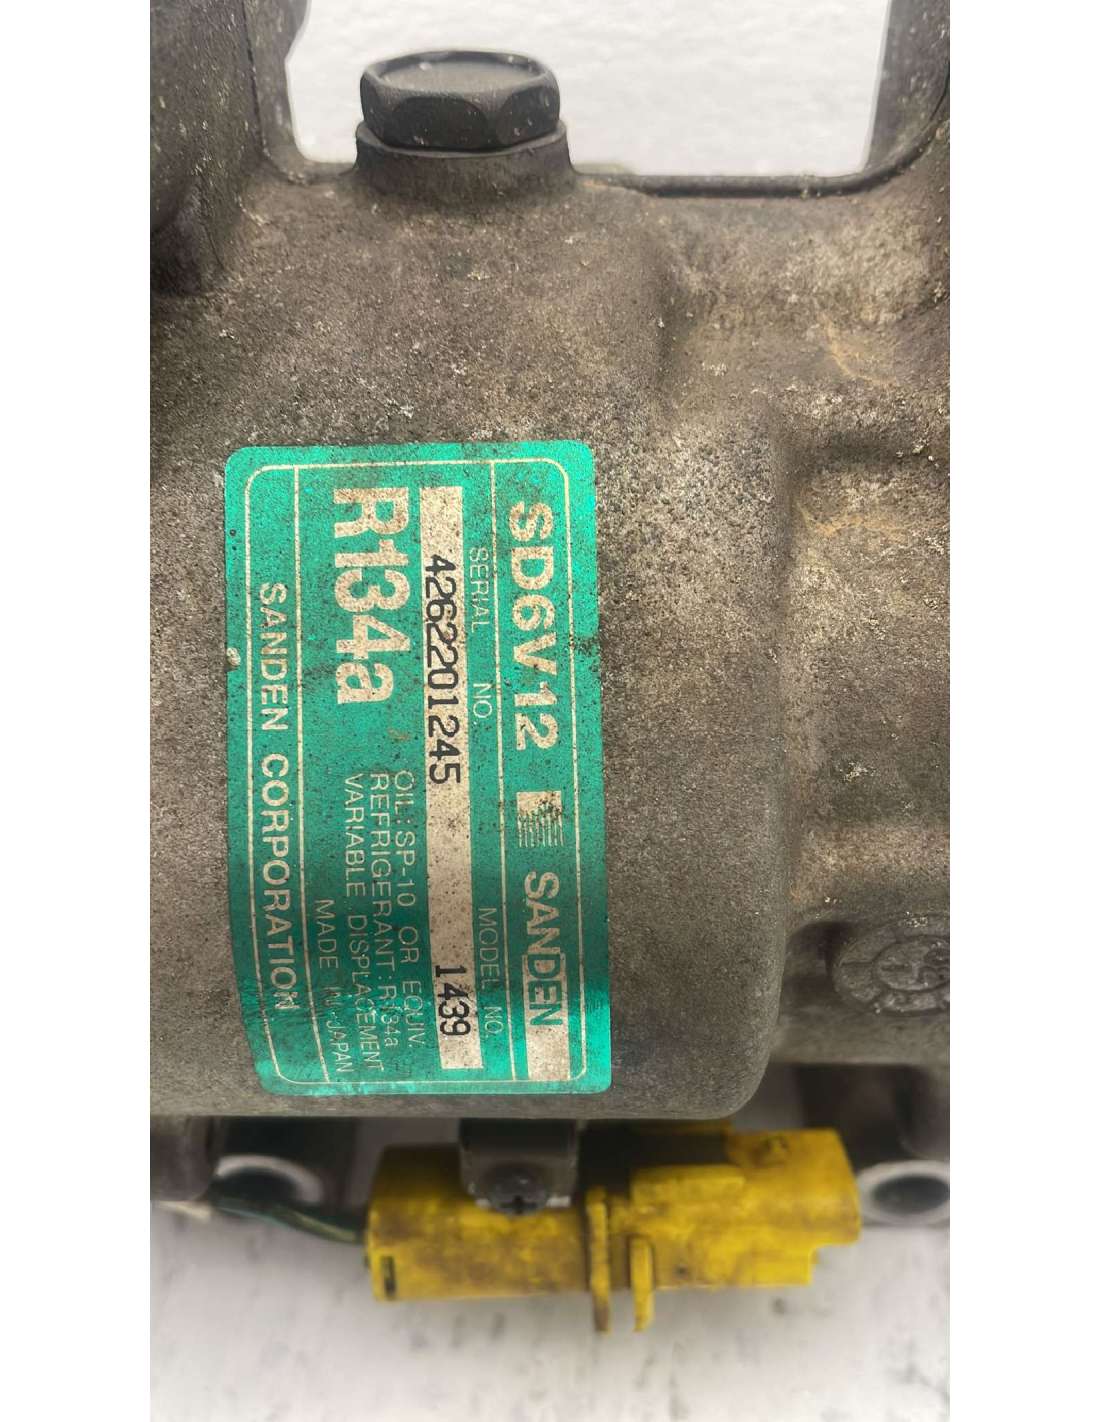 SD6V12 SANDEN
SERIAL NO. MODEL NO.
4262201245 1439
R134a
OIL:SP-10 OR EQUIV.
REFRIGERANT:R134a
VARIABLE DISPLACEMENT
MADE IN JAPAN
SANDEN CORPORATION